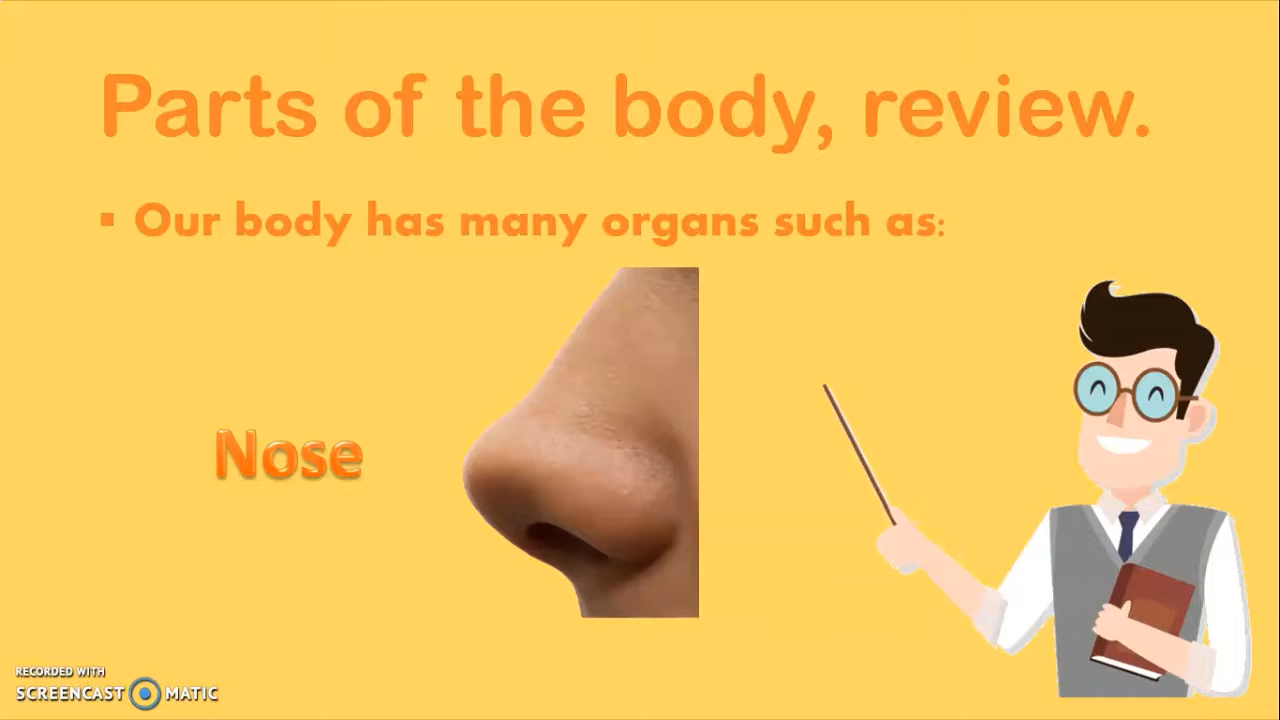 Parts of the body, review.
▪ Our body has many organs such as:
Nose
RECORDED WITH
SCREENCAST MATIC